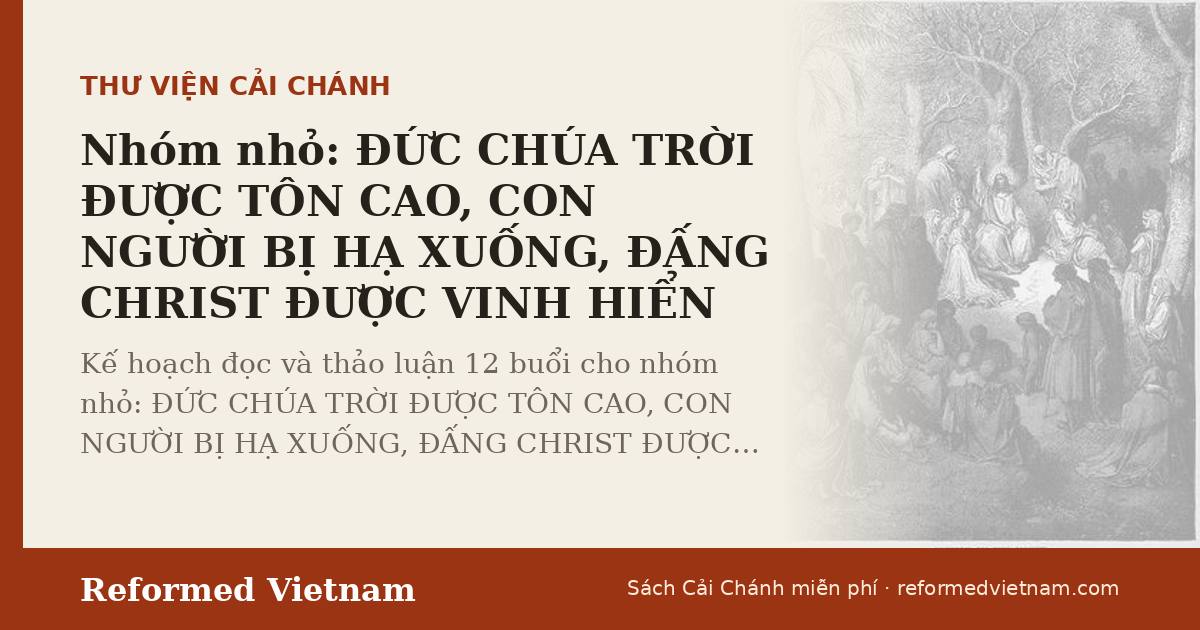 THƯ VIỆN CẢI CHÁNH
Nhóm nhỏ: ĐỨC CHÚA TRỜI
ĐƯỢC TÔN CAO, CON
NGƯỜI BỊ HẠ XUỐNG, ĐẤNG
CHRIST ĐƯỢC VINH HIỂN
Kế hoạch đọc và thảo luận 12 buổi cho nhóm
nhỏ: ĐỨC CHÚA TRỜI ĐƯỢC TÔN CAO, CON
NGƯỜI BỊ HẠ XUỐNG, ĐẤNG CHRIST ĐƯỢC…
Reformed Vietnam
Sách Cải Chánh miễn phí · reformedvietnam.com